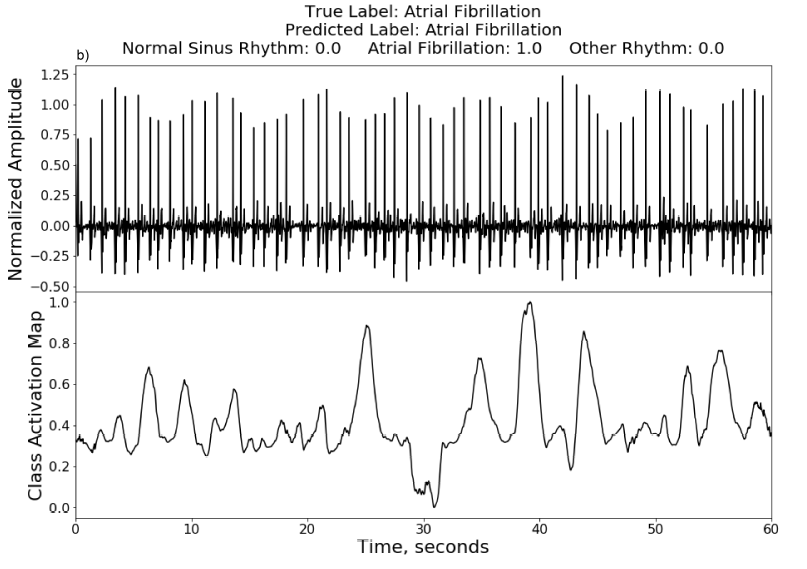 True Label: Atrial Fibrillation
Predicted Label: Atrial Fibrillation
Normal Sinus Rhythm: 0.0 Atrial Fibrillation: 1.0 Other Rhythm: 0.0
b)
Normalized Amplitude
1.25
1.00
0.75
0.50
0.25
0.00
−0.25
−0.50
Class Activation Map
1.0
0.8
0.6
0.4
0.2
0.0
0 10 20 30 40 50 60
Time, seconds